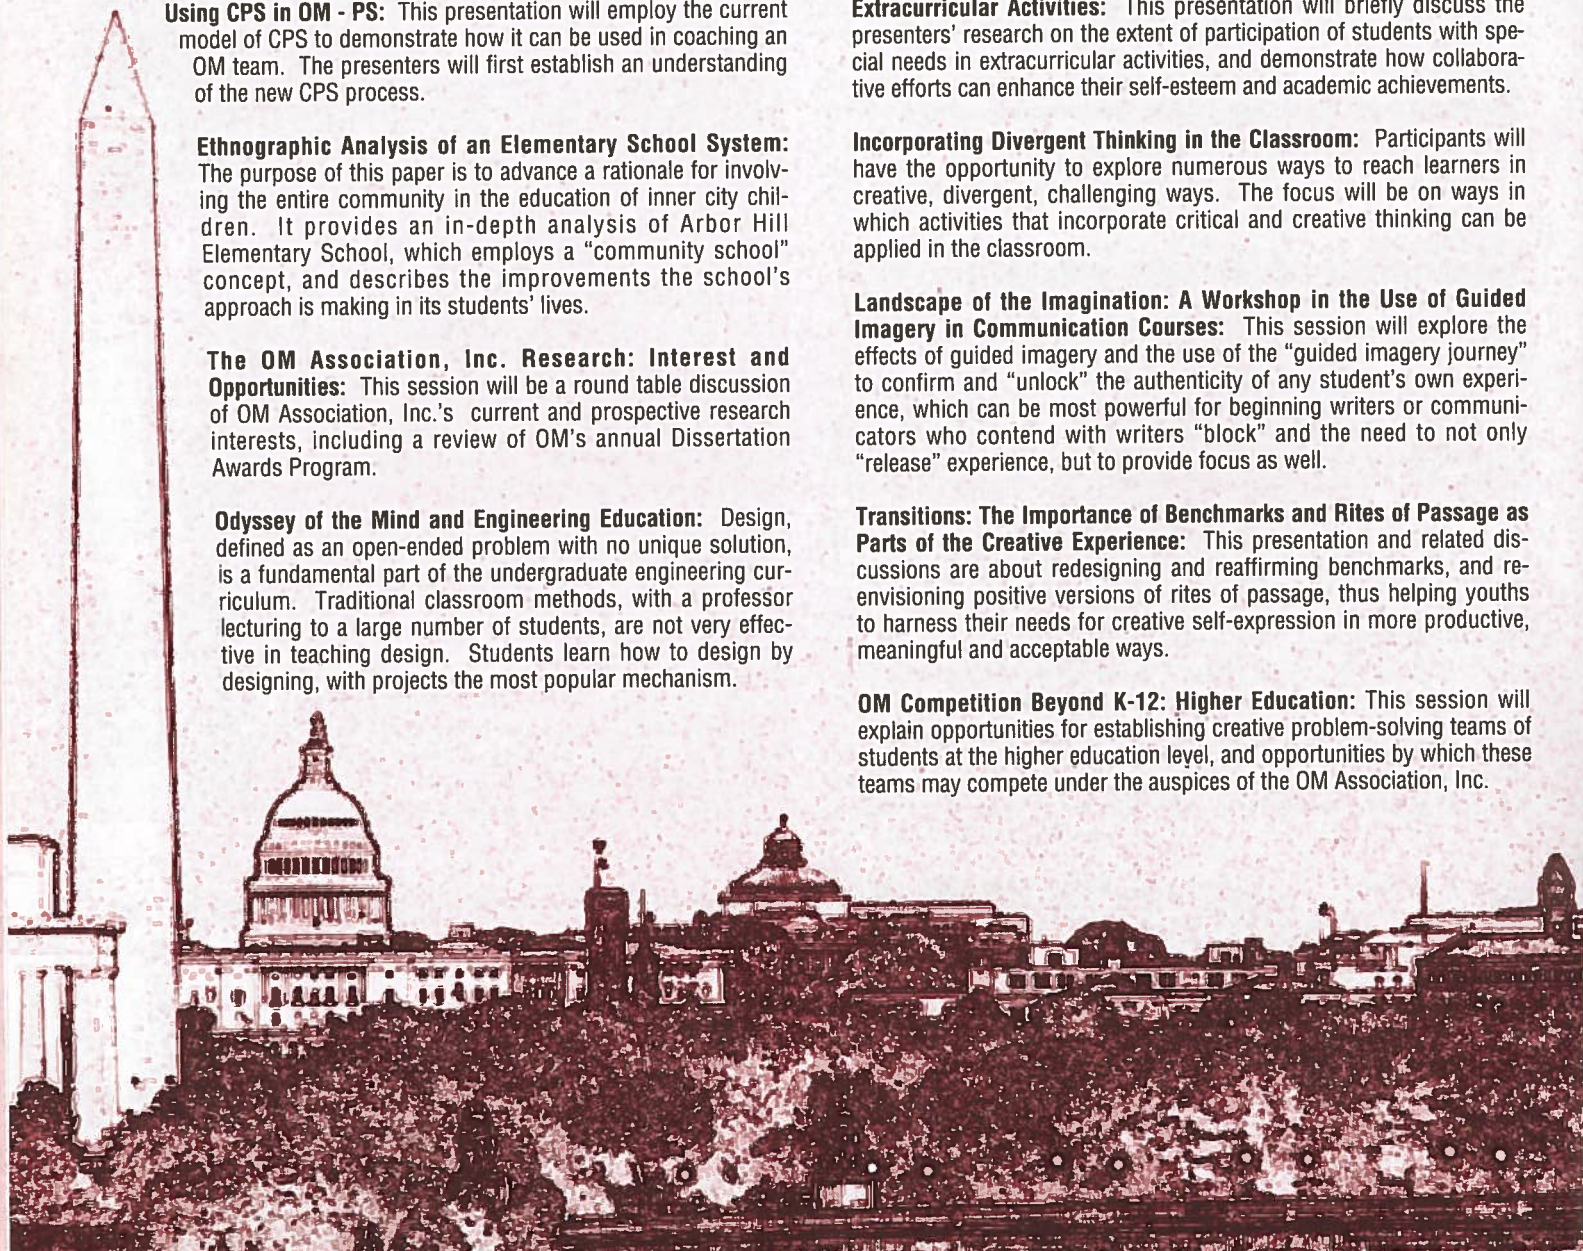 Using CPS in OM - PS: This presentation will employ the current
model of CPS to demonstrate how it can be used in coaching an
OM team. The presenters will first establish an understanding
of the new CPS process.
Ethnographic Analysis of an Elementary School System:
The purpose of this paper is to advance a rationale for involv-
ing the entire community in the education of inner city chil-
dren. It provides an in-depth analysis of Arbor Hill
Elementary School, which employs a “community school”
concept, and describes the improvements the school's
approach is making in its students' lives.
The OM Association, Inc. Research: Interest and
Opportunities: This session will be a round table discussion
of OM Association, Inc.'s current and prospective research
interests, including a review of OM's annual Dissertation
Awards Program.
Odyssey of the Mind and Engineering Education: Design,
defined as an open-ended problem with no unique solution,
is a fundamental part of the undergraduate engineering cur-
riculum. Traditional classroom methods, with a professor
lecturing to a large number of students, are not very effec-
tive in teaching design. Students learn how to design by
designing, with projects the most popular mechanism.
Extracurricular Activities: This presentation will briefly discuss the
presenters' research on the extent of participation of students with spe-
cial needs in extracurricular activities, and demonstrate how collabora-
tive efforts can enhance their self-esteem and academic achievements.
Incorporating Divergent Thinking in the Classroom: Participants will
have the opportunity to explore numerous ways to reach learners in
creative, divergent, challenging ways. The focus will be on ways in
which activities that incorporate critical and creative thinking can be
applied in the classroom.
Landscape of the Imagination: A Workshop in the Use of Guided
Imagery in Communication Courses: This session will explore the
effects of guided imagery and the use of the “guided imagery journey”
to confirm and “unlock” the authenticity of any student's own experi-
ence, which can be most powerful for beginning writers or communi-
cators who contend with writers “block” and the need to not only
“release” experience, but to provide focus as well.
Transitions: The Importance of Benchmarks and Rites of Passage as
Parts of the Creative Experience: This presentation and related dis-
cussions are about redesigning and reaffirming benchmarks, and re-
envisioning positive versions of rites of passage, thus helping youths
to harness their needs for creative self-expression in more productive,
meaningful and acceptable ways.
OM Competition Beyond K-12: Higher Education: This session will
explain opportunities for establishing creative problem-solving teams of
students at the higher education level, and opportunities by which these
teams may compete under the auspices of the OM Association, Inc.